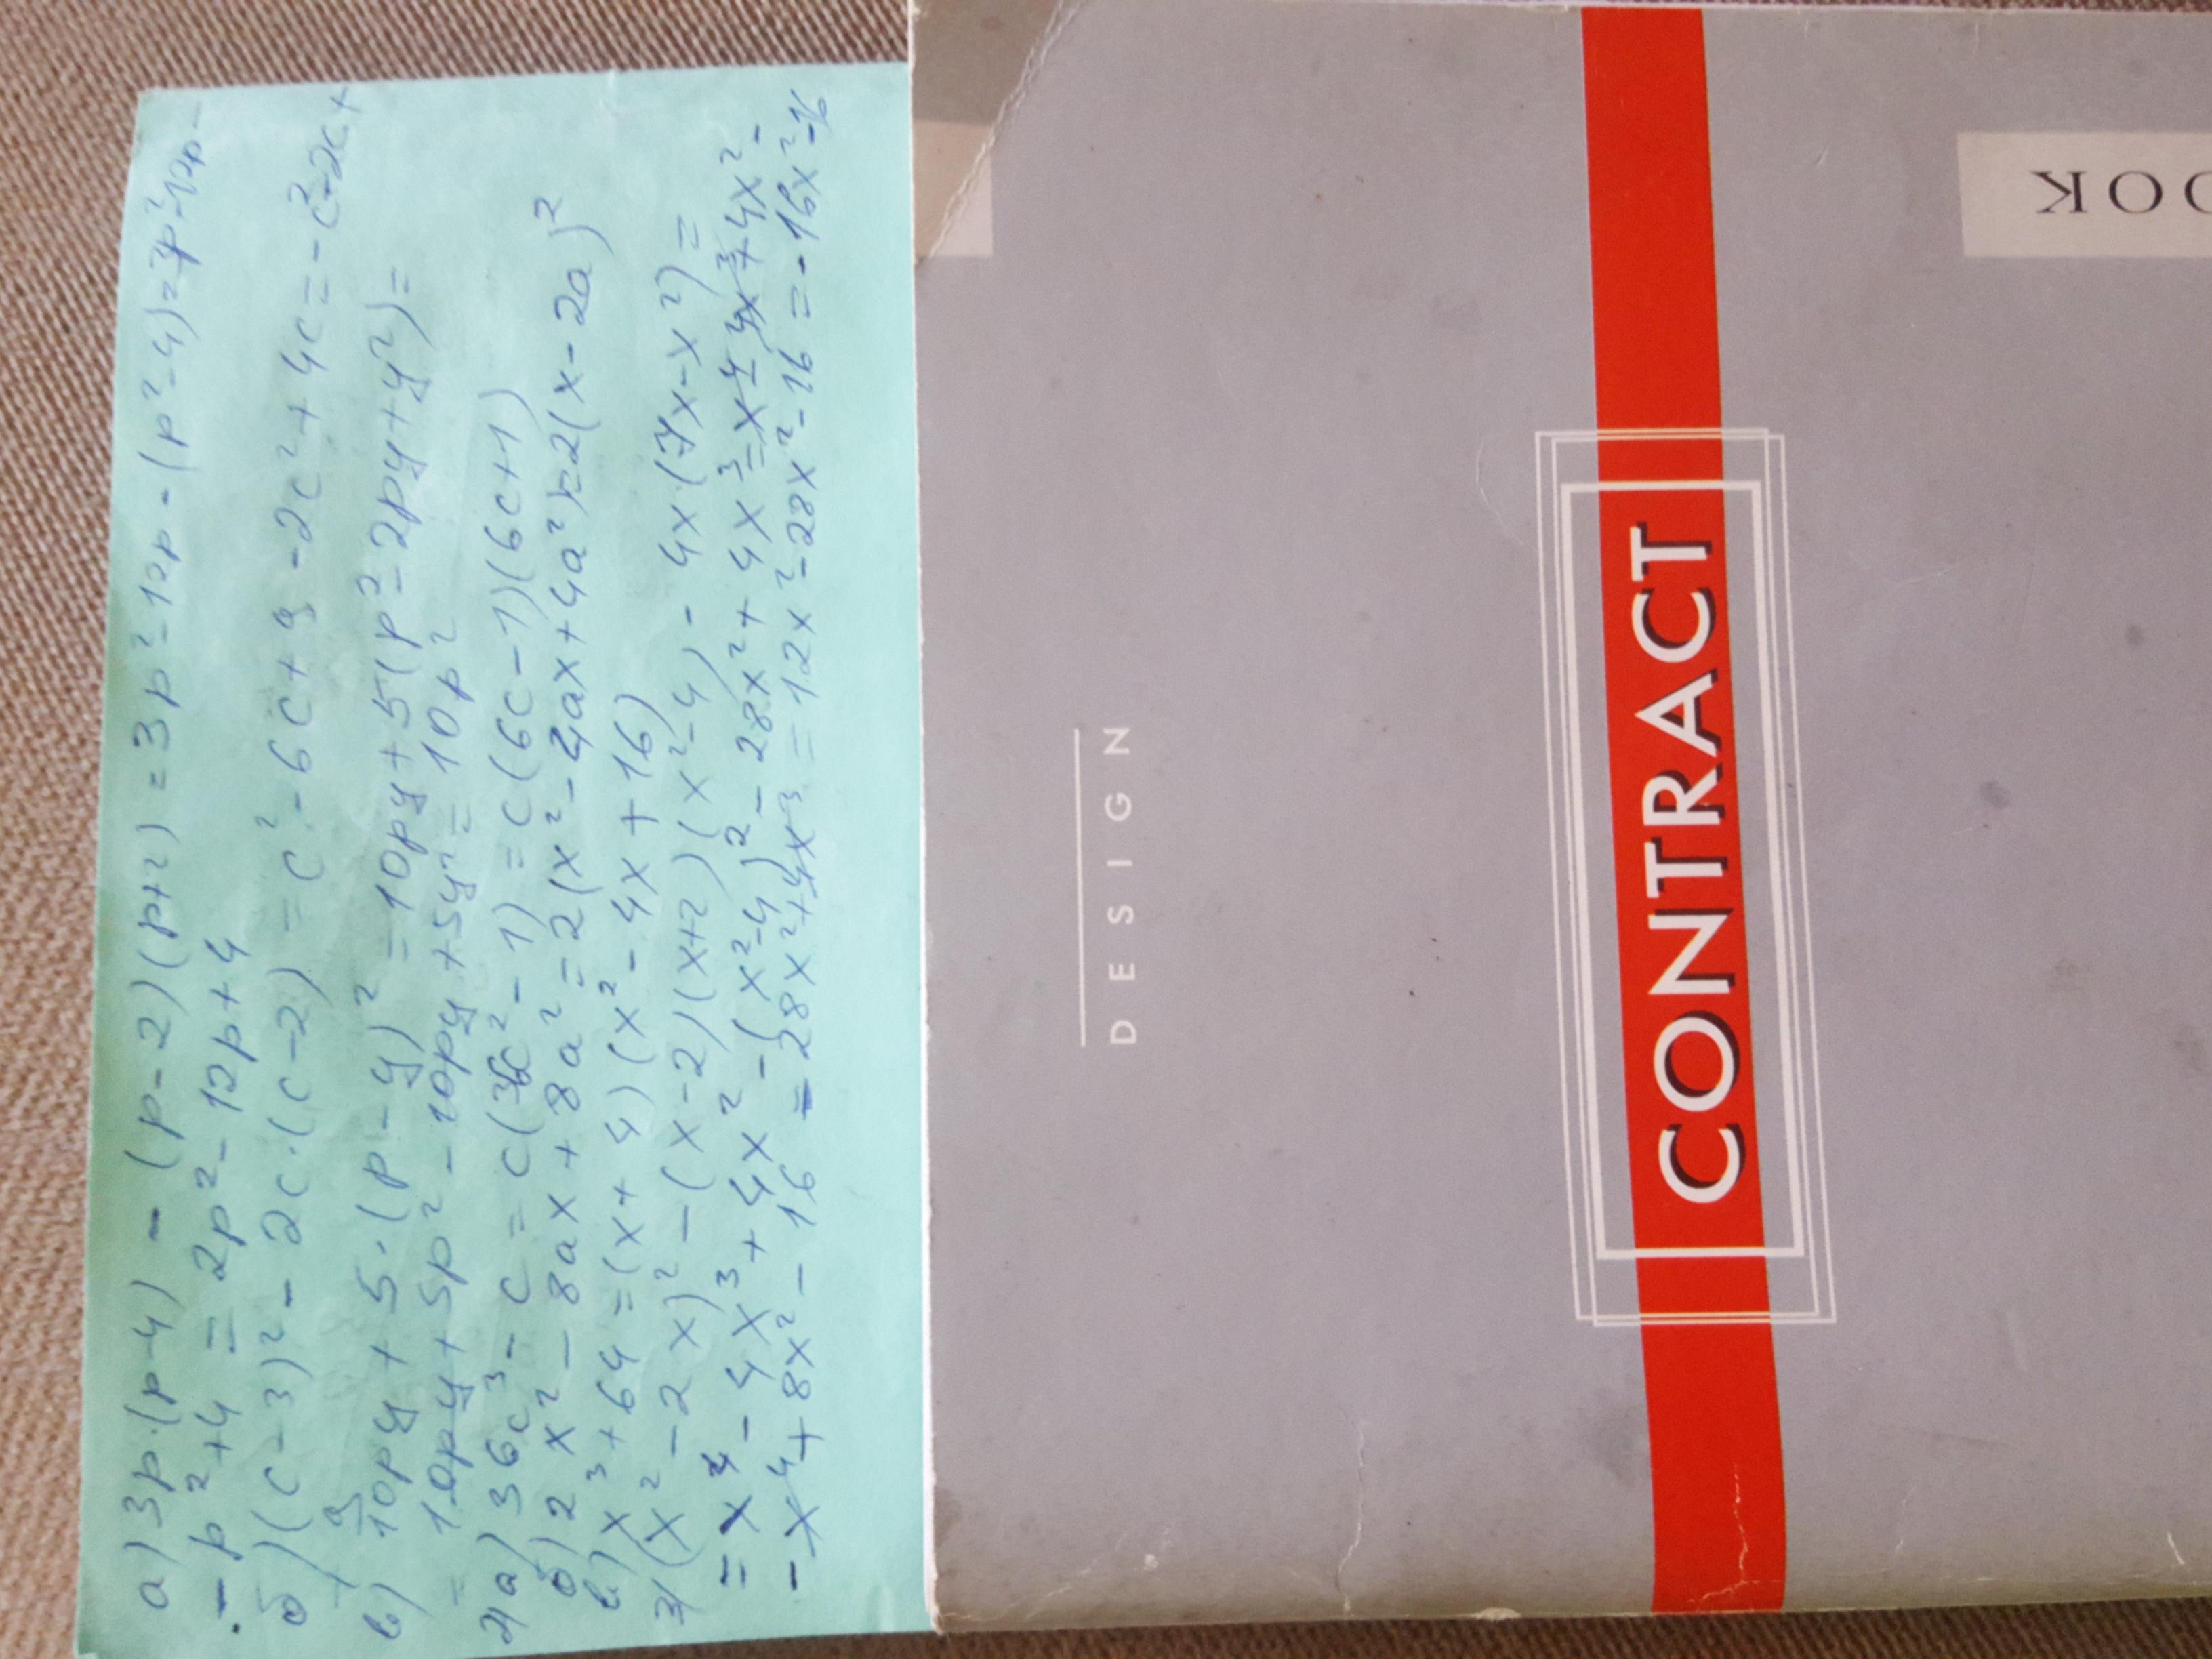 а) 3p·(p-4) - (p-2)(p+2) = 3p²-12p - (p²-4) = 3p²-12p-
- p²+4 = 2p²-12p+4
б) (c-3)² - 2c·(c-2) = c²-6c+9-2c²+4c = -c²-2c+
+9
в) 10py + 5·(p-y)² = 10py+5(p²-2py+y²) =
= 10py+5p²-10py+5y² = 10p²
2) а) 36c³ - c = c(36c²-1) = c(6c-1)(6c+1)
б) 2x² - 8ax + 8a² = 2(x²-4ax+4a²) = 2(x-2a)²
в) x³+64 = (x+4)(x²-4x+16)
3) (x²-2x)² - (x-2)(x+2)(x²-4) - 4x(7x-x²) =
= x⁴ - 4x³ + 4x² - (x²-4)² - 28x² + 4x³ = x⁴ - 4x³ + 4x² -
- x⁴ + 8x² - 16 - 28x² + 4x³ = 12x² - 28x² - 16 = -16x² - 16
DESIGN
CONTRACT
OOK